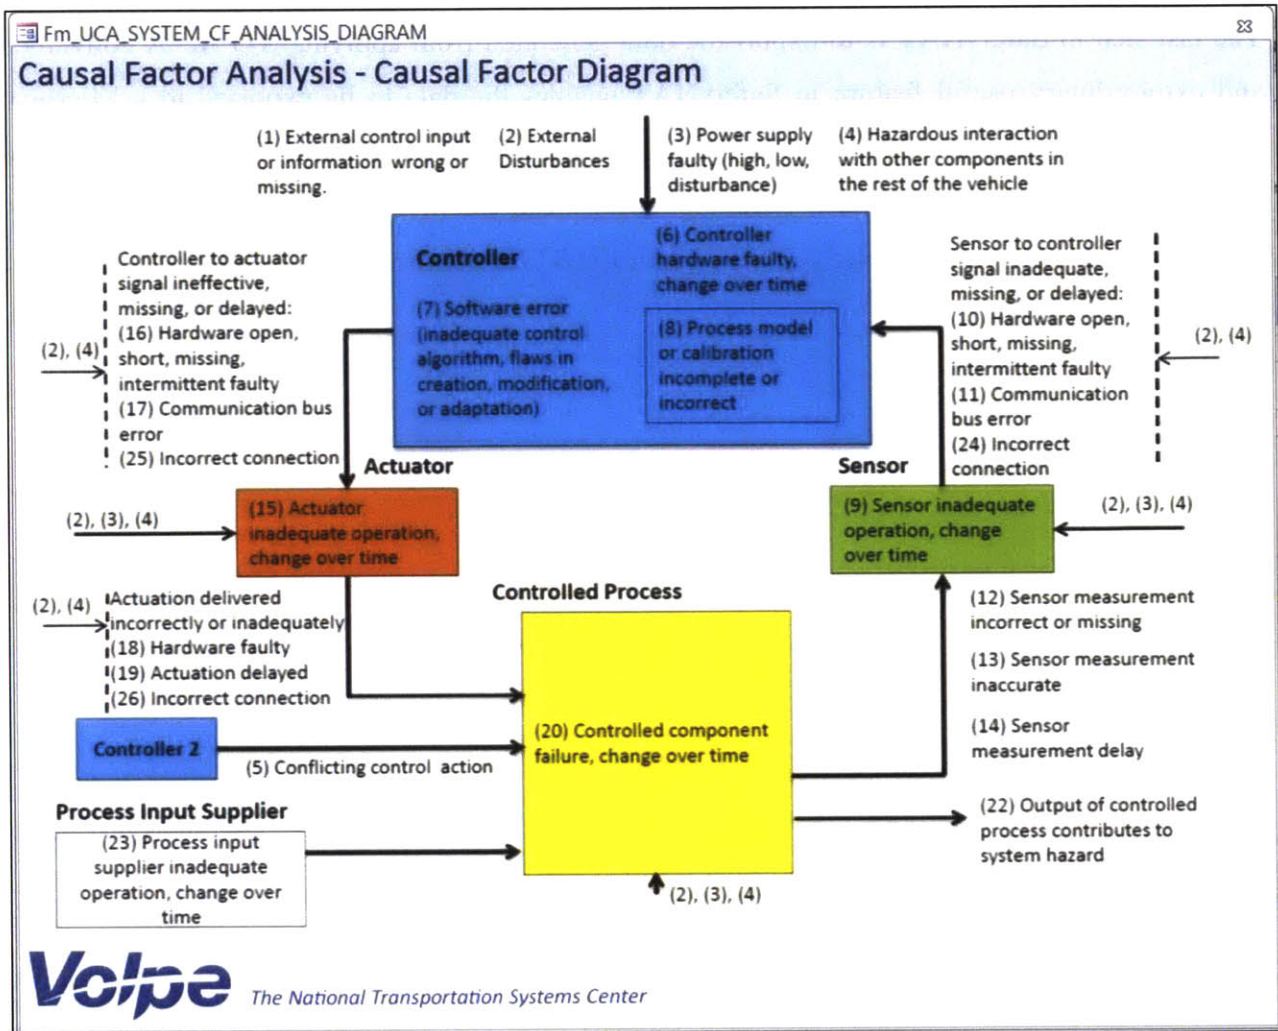 Fm_UCA_SYSTEM_CF_ANALYSIS_DIAGRAM
Causal Factor Analysis - Causal Factor Diagram
(1) External control input
or information wrong or
missing.
(2) External
Disturbances
(3) Power supply
faulty (high, low,
disturbance)
(4) Hazardous interaction
with other components in
the rest of the vehicle
Controller
(6) Controller
hardware faulty,
change over time
(7) Software error
(inadequate control
algorithm, flaws in
creation, modification,
or adaptation)
(8) Process model
or calibration
incomplete or
incorrect
Controller to actuator
signal ineffective,
missing, or delayed:
(16) Hardware open,
short, missing,
intermittent faulty
(17) Communication bus
error
(25) Incorrect connection
(2), (4)
Sensor to controller
signal inadequate,
missing, or delayed:
(10) Hardware open,
short, missing,
intermittent faulty
(11) Communication
bus error
(24) Incorrect
connection
(2), (4)
Actuator
(15) Actuator
inadequate operation,
change over time
(2), (3), (4)
Sensor
(9) Sensor inadequate
operation, change
over time
(2), (3), (4)
(2), (4)
Actuation delivered
incorrectly or inadequately
(18) Hardware faulty
(19) Actuation delayed
(26) Incorrect connection
Controlled Process
(20) Controlled component
failure, change over time
(12) Sensor measurement
incorrect or missing
(13) Sensor measurement
inaccurate
(14) Sensor
measurement delay
Controller 2
(5) Conflicting control action
Process Input Supplier
(23) Process input
supplier inadequate
operation, change over
time
(22) Output of controlled
process contributes to
system hazard
(2), (3), (4)
Volpe
The National Transportation Systems Center